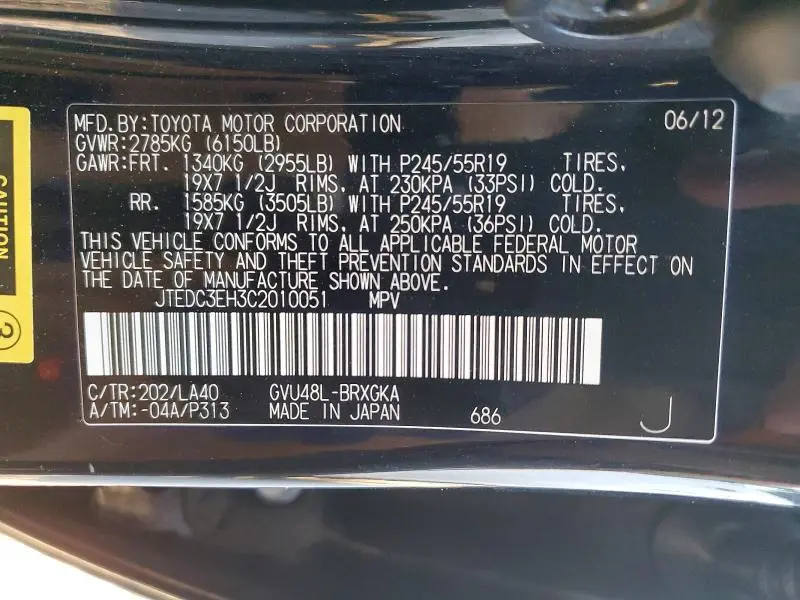 MFD.BY:TOYOTA MOTOR CORPORATION 06/12
GVWR:2785KG (6150LB)
GAWR:FRT. 1340KG (2955LB) WITH P245/55R19 TIRES,
19X7 1/2J RIMS, AT 230KPA (33PSI) COLD.
RR. 1585KG (3505LB) WITH P245/55R19 TIRES,
19X7 1/2J RIMS, AT 250KPA (36PSI) COLD.
THIS VEHICLE CONFORMS TO ALL APPLICABLE FEDERAL MOTOR
VEHICLE SAFETY AND THEFT PREVENTION STANDARDS IN EFFECT ON
THE DATE OF MANUFACTURE SHOWN ABOVE.
JTEDC3EH3C2010051 MPV
C/TR:202/LA40 GVU48L-BRXGKA
A/TM:-04A/P313 MADE IN JAPAN 686 J
CAUTION
3